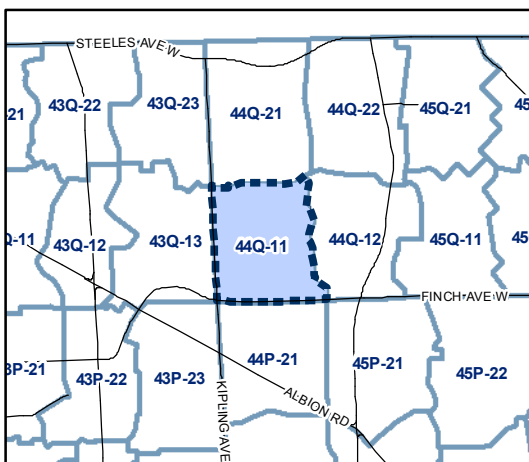 STEELES AVE W
21
43Q-22
43Q-23
44Q-21
44Q-22
45Q-21
45
Q-11
43Q-12
43Q-13
44Q-11
44Q-12
45Q-11
45
FINCH AVE W
3P-21
43P-22
43P-23
44P-21
45P-21
45P-22
KIPLING AVE
ALBION RD